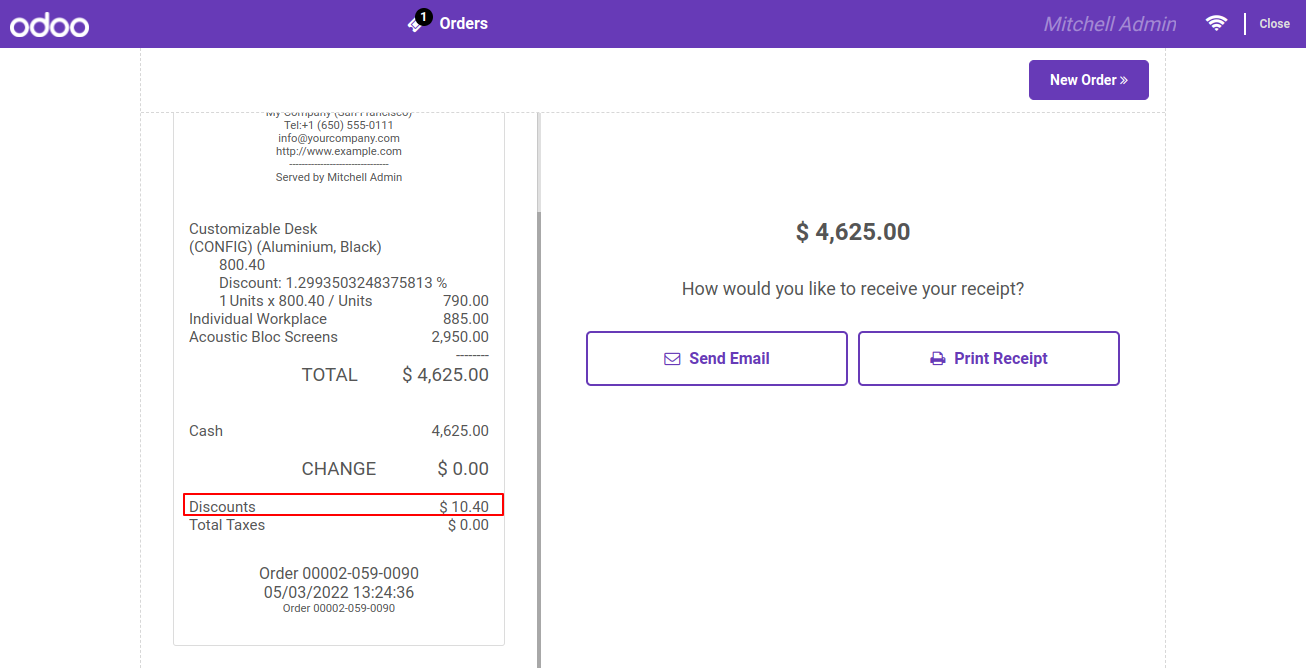 odoo
1 Orders
Mitchell Admin
Close
New Order »
My Company (San Francisco)
Tel:+1 (650) 555-0111
info@yourcompany.com
http://www.example.com
--------------------------------
Served by Mitchell Admin
Customizable Desk
(CONFIG) (Aluminium, Black)
800.40
Discount: 1.2993503248375813 %
1 Units x 800.40 / Units 790.00
Individual Workplace 885.00
Acoustic Bloc Screens 2,950.00
--------
TOTAL $ 4,625.00
Cash 4,625.00
CHANGE $ 0.00
Discounts $ 10.40
Total Taxes $ 0.00
Order 00002-059-0090
05/03/2022 13:24:36
Order 00002-059-0090
$ 4,625.00
How would you like to receive your receipt?
Send Email
Print Receipt